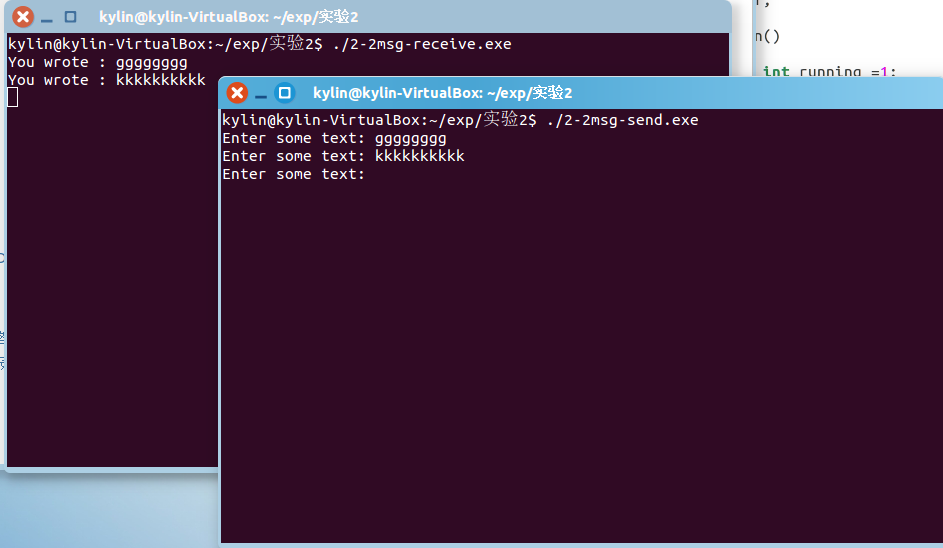 kylin@kylin-VirtualBox: ~/exp/实验2
kylin@kylin-VirtualBox:~/exp/实验2$ ./2-2msg-receive.exe
You wrote : gggggggg
You wrote : kkkkkkkkkk
n()
int running =1;
kylin@kylin-VirtualBox: ~/exp/实验2
kylin@kylin-VirtualBox:~/exp/实验2$ ./2-2msg-send.exe
Enter some text: gggggggg
Enter some text: kkkkkkkkkk
Enter some text: